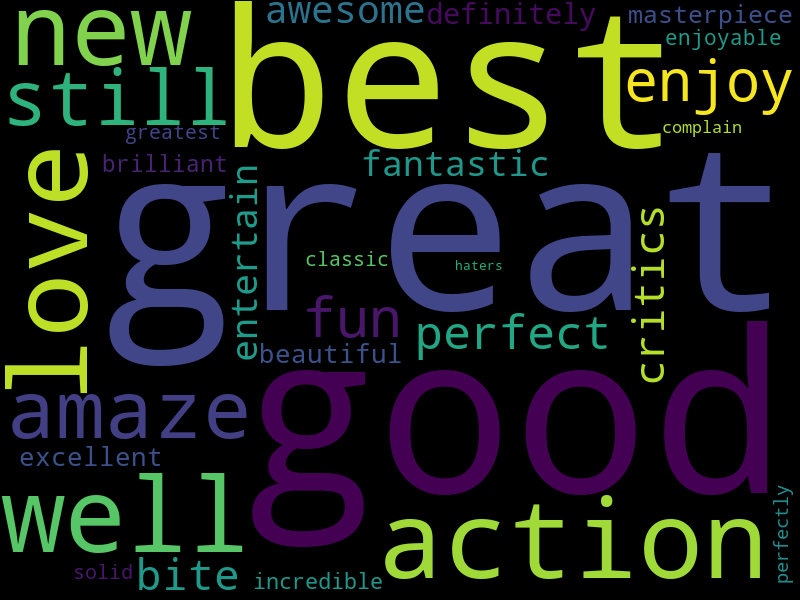 new
awesome
definitely
masterpiece
enjoyable
still
best
enjoy
greatest
complain
brilliant
fantastic
love
great
entertain
critics
classic
haters
fun
perfect
beautiful
amaze
good
excellent
well
action
perfectly
solid
bite
incredible